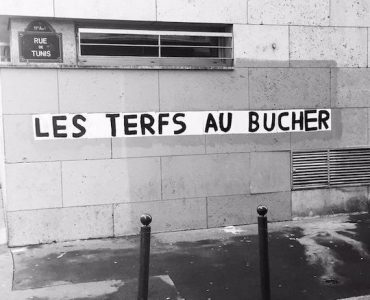 RUE
DE
TUNIS
LES TERFS AU BUCHER